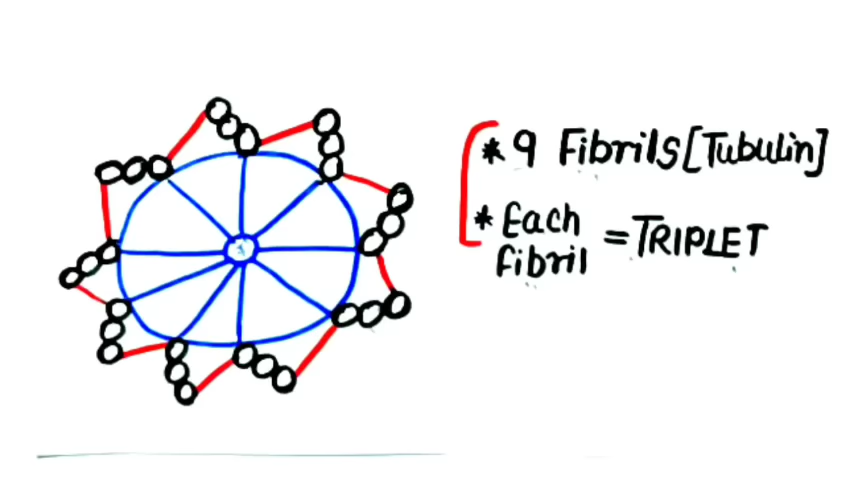 * 9 Fibrils [Tubulin]
* Each
fibril = TRIPLET